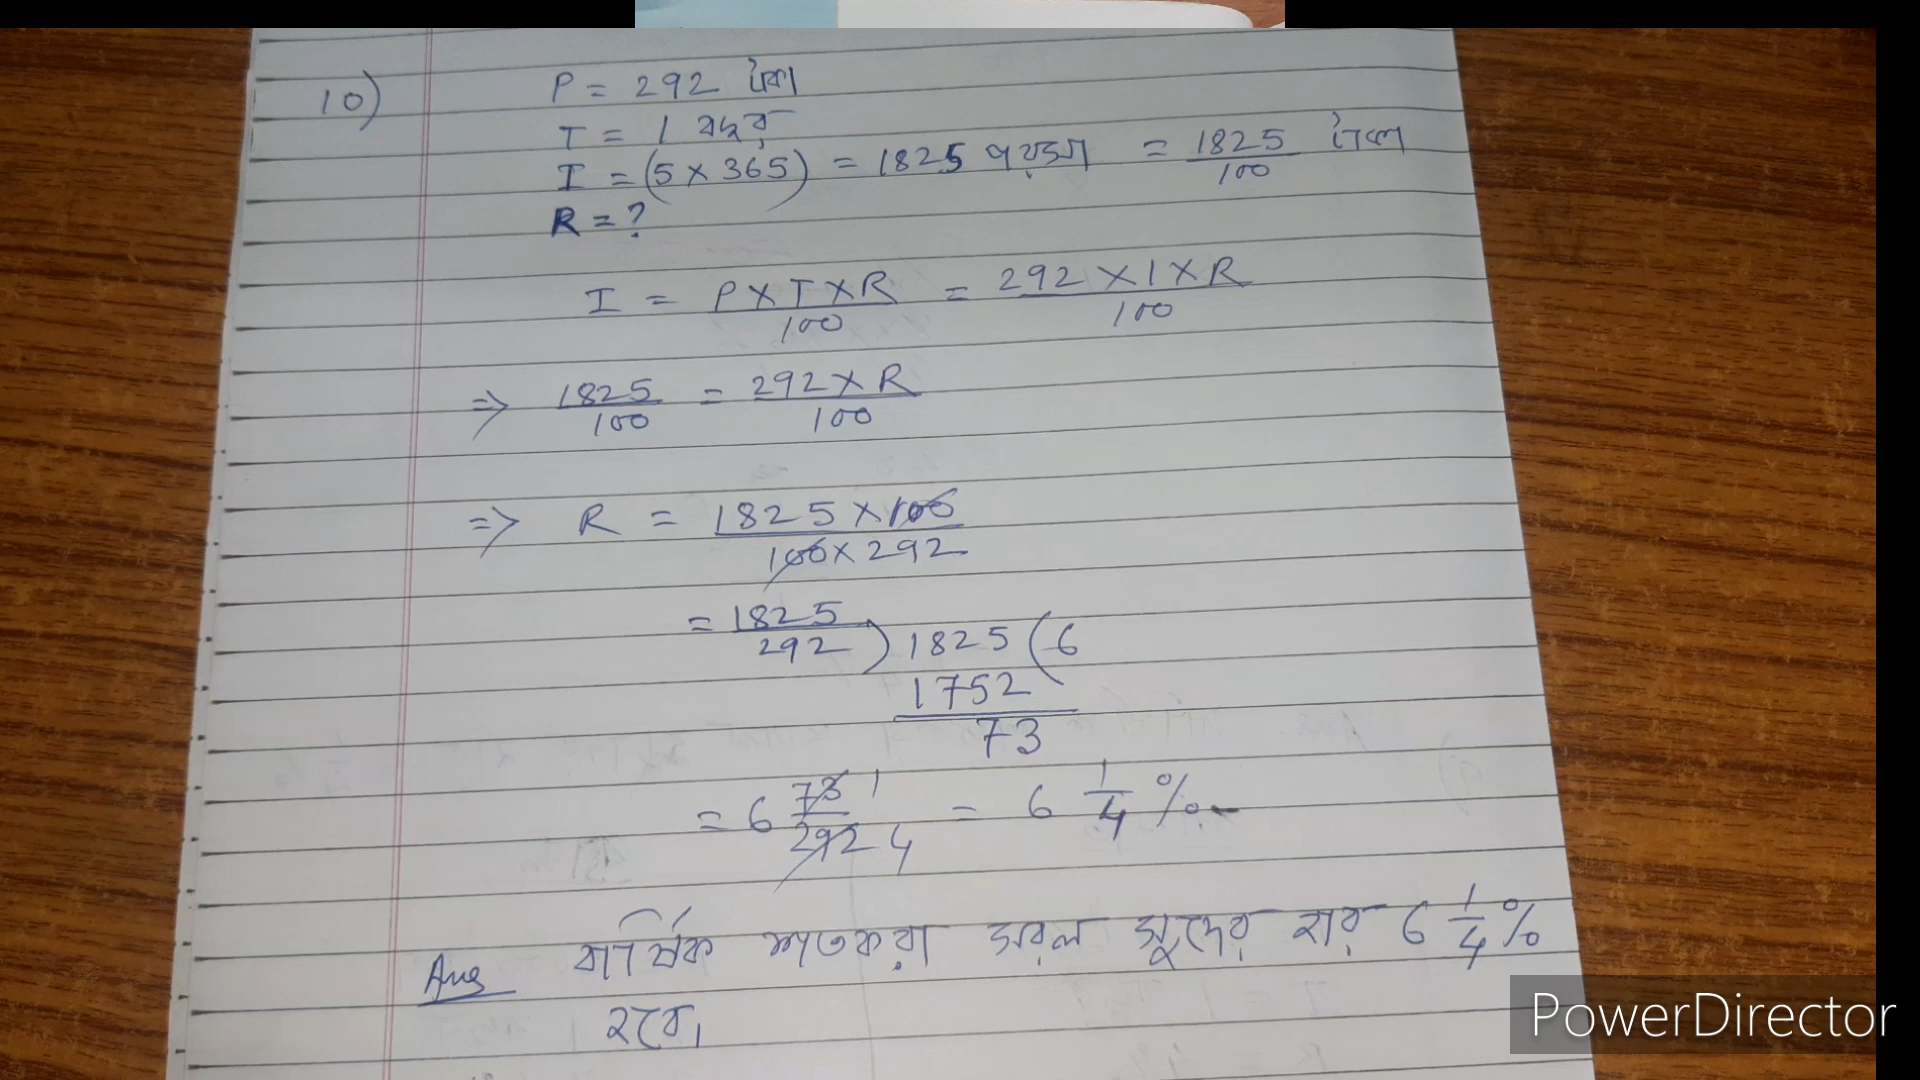 10) P = 292 টাকা
T = 1 বছর
I = (5 × 365) = 1825 পয়সা = 1825/100 টাকা
R = ?
I = P×T×R/100 = 292 × 1 × R/100
⇒ 1825/100 = 292 × R/100
⇒ R = 1825 × 100/100 × 292
= 1825/292 ) 1825 ( 6
1752
73
= 6 73/292 1 4 = 6 1/4 %
Ans বার্ষিক শতকরা সরল সুদের হার 6 1/4 %
হবে।
PowerDirector